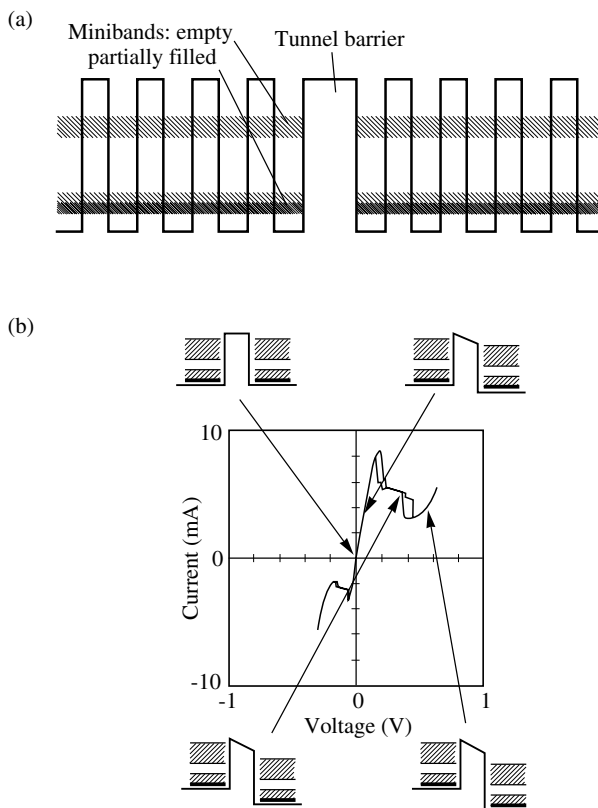 (a)
Minibands: empty
partially filled
Tunnel barrier
(b)
10
Current (mA)
0
-10
-1
0
1
Voltage (V)